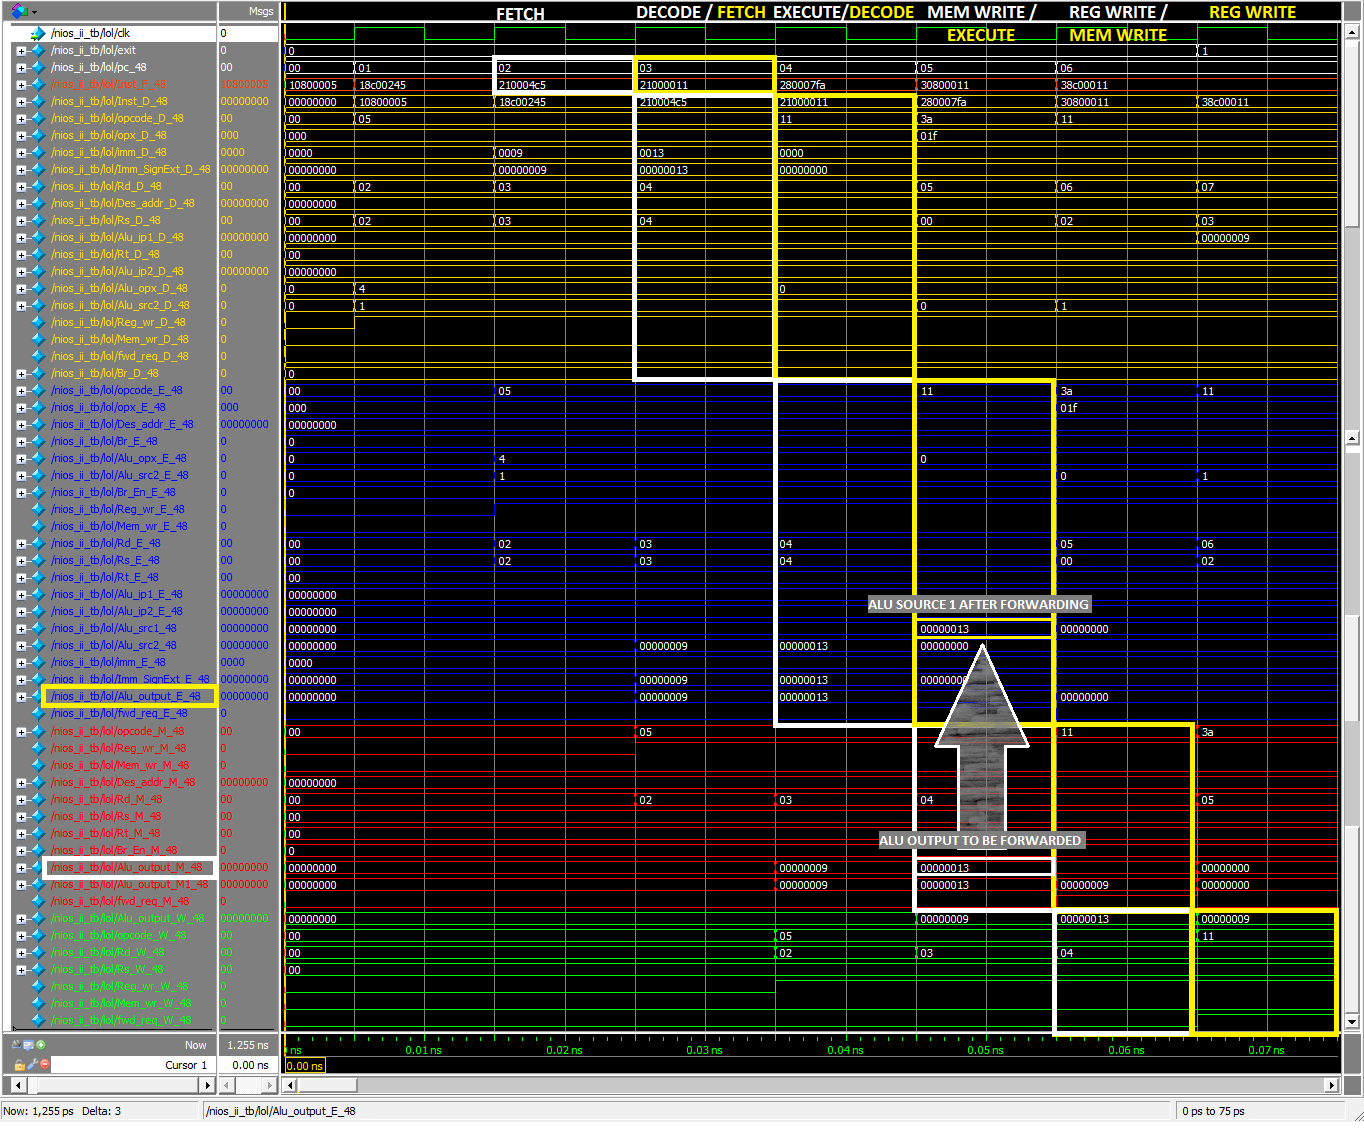 Msgs
FETCH
DECODE / FETCH
EXECUTE/DECODE
MEM WRITE /
EXECUTE
REG WRITE /
MEM WRITE
REG WRITE
/nios_ii_tb/lol/clk 0
/nios_ii_tb/lol/exit 0 0 1
/nios_ii_tb/lol/pc_48 00 00 01 02 03 04 05 06
/nios_ii_tb/lol/Inst_F_48 10800005 10800005 18c00245 210004c5 21000011 280007fa 30800011 38c00011
/nios_ii_tb/lol/Inst_D_48 00000000 00000000 10800005 18c00245 210004c5 21000011 280007fa 30800011 38c00011
/nios_ii_tb/lol/opcode_D_48 00 00 05 11 3a 11
/nios_ii_tb/lol/opx_D_48 000 000 01f
/nios_ii_tb/lol/imm_D_48 0000 0000 0009 0013 0000
/nios_ii_tb/lol/Imm_SignExt_D_48 00000000 00000000 00000009 00000013 00000000
/nios_ii_tb/lol/Rd_D_48 00 00 02 03 04 05 06 07
/nios_ii_tb/lol/Des_addr_D_48 00000000 00000000
/nios_ii_tb/lol/Rs_D_48 00 00 02 03 04 00 02 03
/nios_ii_tb/lol/Alu_ip1_D_48 00000000 00000000 00000009
/nios_ii_tb/lol/Rt_D_48 00 00
/nios_ii_tb/lol/Alu_ip2_D_48 00000000 00000000
/nios_ii_tb/lol/Alu_opx_D_48 0 0 4 0
/nios_ii_tb/lol/Alu_src2_D_48 0 0 1 0 1
/nios_ii_tb/lol/Reg_wr_D_48 0
/nios_ii_tb/lol/Mem_wr_D_48 0
/nios_ii_tb/lol/fwd_req_D_48 0
/nios_ii_tb/lol/Br_D_48 0 0
/nios_ii_tb/lol/opcode_E_48 00 00 05 11 3a 11
/nios_ii_tb/lol/opx_E_48 000 000 01f
/nios_ii_tb/lol/Des_addr_E_48 00000000 00000000
/nios_ii_tb/lol/Br_E_48 0 0
/nios_ii_tb/lol/Alu_opx_E_48 0 0 4 0
/nios_ii_tb/lol/Alu_src2_E_48 0 0 1 0 1
/nios_ii_tb/lol/Br_En_E_48 0 0
/nios_ii_tb/lol/Reg_wr_E_48 0
/nios_ii_tb/lol/Mem_wr_E_48 0
/nios_ii_tb/lol/Rd_E_48 00 00 02 03 04 05 06
/nios_ii_tb/lol/Rs_E_48 00 00 02 03 04 00 02
/nios_ii_tb/lol/Rt_E_48 00 00
/nios_ii_tb/lol/Alu_ip1_E_48 00000000 00000000
ALU SOURCE 1 AFTER FORWARDING
/nios_ii_tb/lol/Alu_ip2_E_48 00000000 00000000
/nios_ii_tb/lol/Alu_src1_48 00000000 00000000 00000013 00000000
/nios_ii_tb/lol/Alu_src2_48 00000000 00000000 00000009 00000013 00000000
/nios_ii_tb/lol/imm_E_48 0000 0000
/nios_ii_tb/lol/Imm_SignExt_E_48 00000000 00000000 00000009 00000013 00000000
/nios_ii_tb/lol/Alu_output_E_48 00000000 00000000 00000009 00000013 00000000
/nios_ii_tb/lol/fwd_req_E_48 0
/nios_ii_tb/lol/opcode_M_48 00 00 05 11 3a
/nios_ii_tb/lol/Reg_wr_M_48 0
/nios_ii_tb/lol/Mem_wr_M_48 0
/nios_ii_tb/lol/Des_addr_M_48 00000000 00000000
/nios_ii_tb/lol/Rd_M_48 00 00 02 03 04 05
/nios_ii_tb/lol/Rs_M_48 00 00
/nios_ii_tb/lol/Rt_M_48 00 00
ALU OUTPUT TO BE FORWARDED
/nios_ii_tb/lol/Br_En_M_48 0 0
/nios_ii_tb/lol/Alu_output_M_48 00000000 00000000 00000009 00000013 00000000
/nios_ii_tb/lol/Alu_output_M1_48 00000000 00000000 00000009 00000013 00000009 00000000
/nios_ii_tb/lol/fwd_req_M_48 0
/nios_ii_tb/lol/Alu_output_W_48 00000000 00000000 00000009 00000013 00000009
/nios_ii_tb/lol/opcode_W_48 00 00 05 11
/nios_ii_tb/lol/Rd_W_48 00 00 02 03 04
/nios_ii_tb/lol/Rs_W_48 00 00
/nios_ii_tb/lol/Reg_wr_W_48 0
/nios_ii_tb/lol/Mem_wr_W_48 0
/nios_ii_tb/lol/fwd_req_W_48 0
Now 1.255 ns ns 0.01 ns 0.02 ns 0.03 ns 0.04 ns 0.05 ns 0.06 ns 0.07 ns
Cursor 1 0.00 ns 0.00 ns
Now: 1,255 ps Delta: 3 /nios_ii_tb/lol/Alu_output_E_48 0 ps to 75 ps